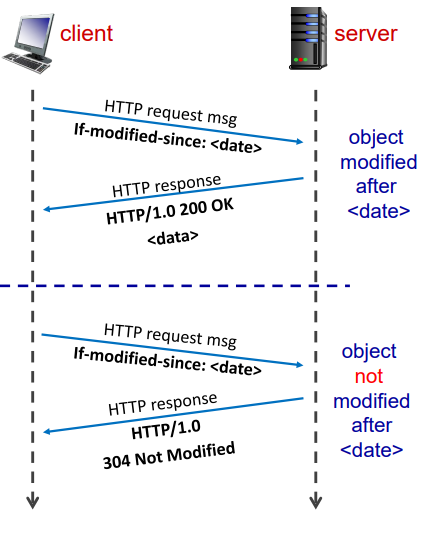 client
server
HTTP request msg
If-modified-since: <date>
object
modified
after
<date>
HTTP response
HTTP/1.0 200 OK
<data>
HTTP request msg
If-modified-since: <date>
object
not
modified
after
<date>
HTTP response
HTTP/1.0
304 Not Modified